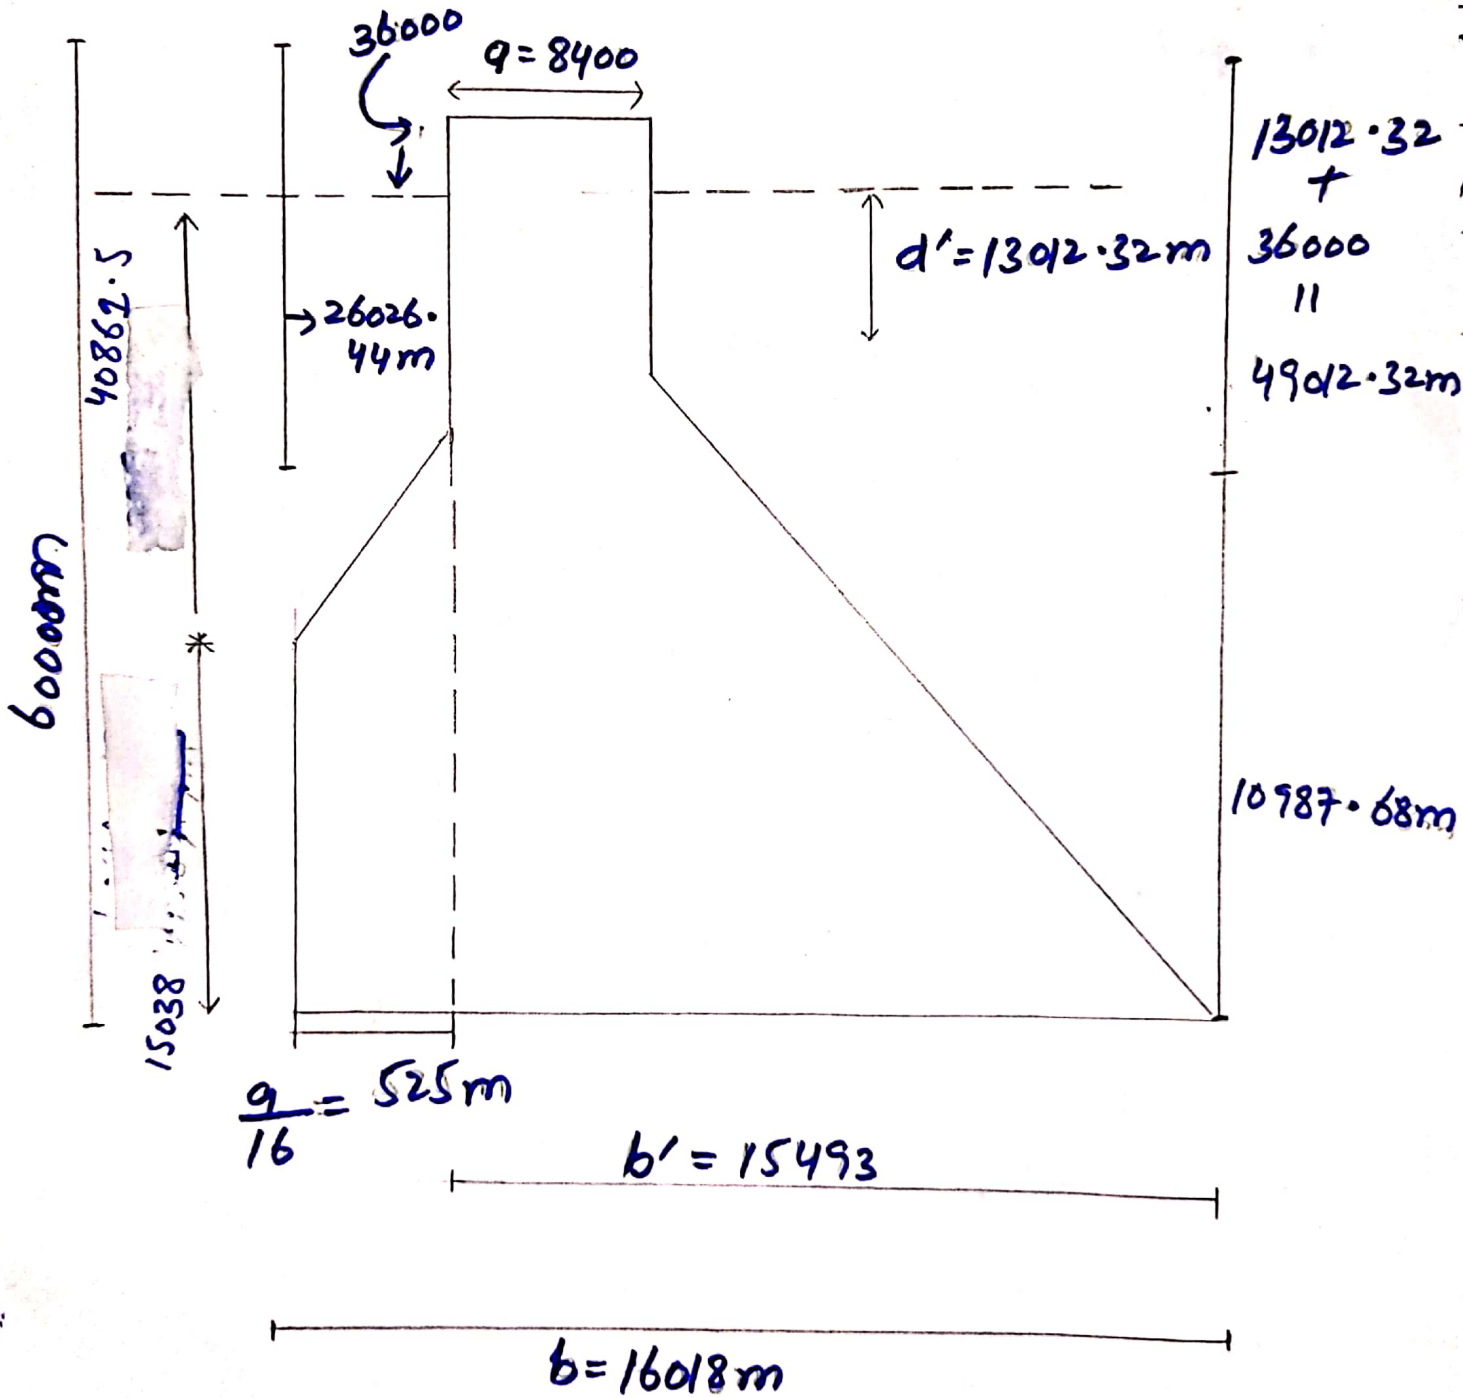 36000
a = 8400
13012.32
+
36000
||
49012.32m
d' = 13012.32m
40862.5
26026.
44m
6000m
10987.68m
15038
a/16 = 525m
b' = 15493
b = 16018m